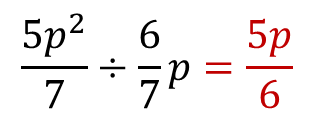 5p²/7 ÷ 6/7 p = 5p/6